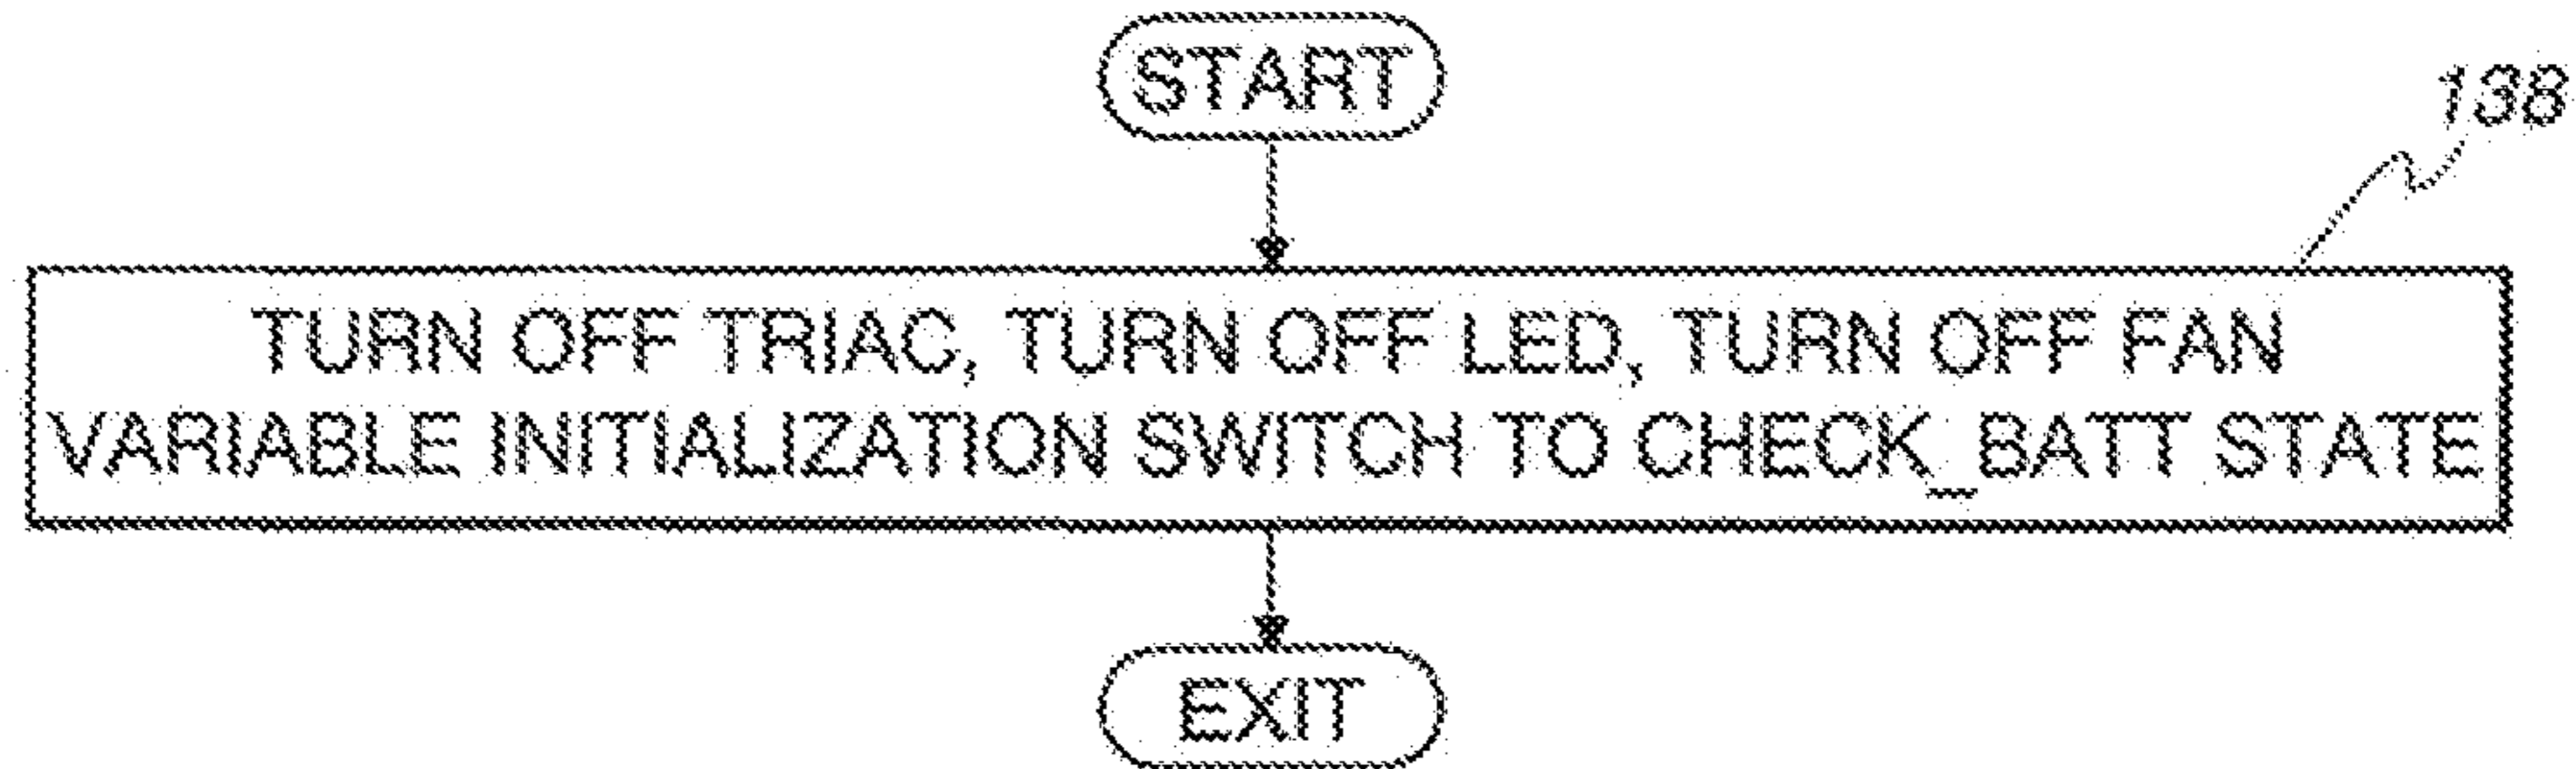 START
138
TURN OFF TRIAC, TURN OFF LED, TURN OFF FAN
VARIABLE INITIALIZATION SWITCH TO CHECK_BATT STATE
EXIT